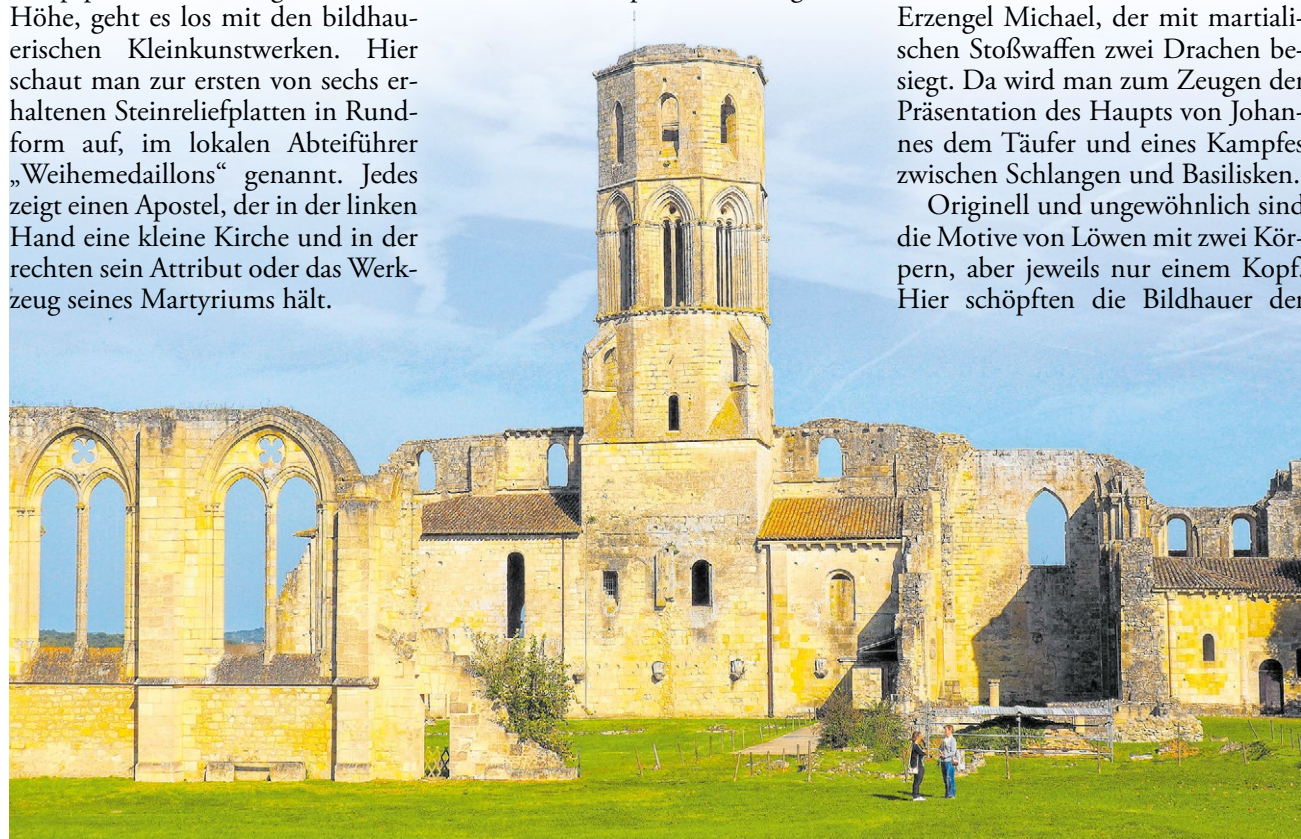 Höhe, geht es los mit den bildhau-
erischen Kleinkunstwerken. Hier
schaut man zur ersten von sechs er-
haltenen Steinreliefplatten in Rund-
form auf, im lokalen Abteiführer
„Weihemedaillons“ genannt. Jedes
zeigt einen Apostel, der in der linken
Hand eine kleine Kirche und in der
rechten sein Attribut oder das Werk-
zeug seines Martyriums hält.
Erzengel Michael, der mit martiali-
schen Stoßwaffen zwei Drachen be-
siegt. Da wird man zum Zeugen der
Präsentation des Haupts von Johan-
nes dem Täufer und eines Kampfes
zwischen Schlangen und Basilisken.
Originell und ungewöhnlich sind
die Motive von Löwen mit zwei Kör-
pern, aber jeweils nur einem Kopf.
Hier schöpften die Bildhauer der